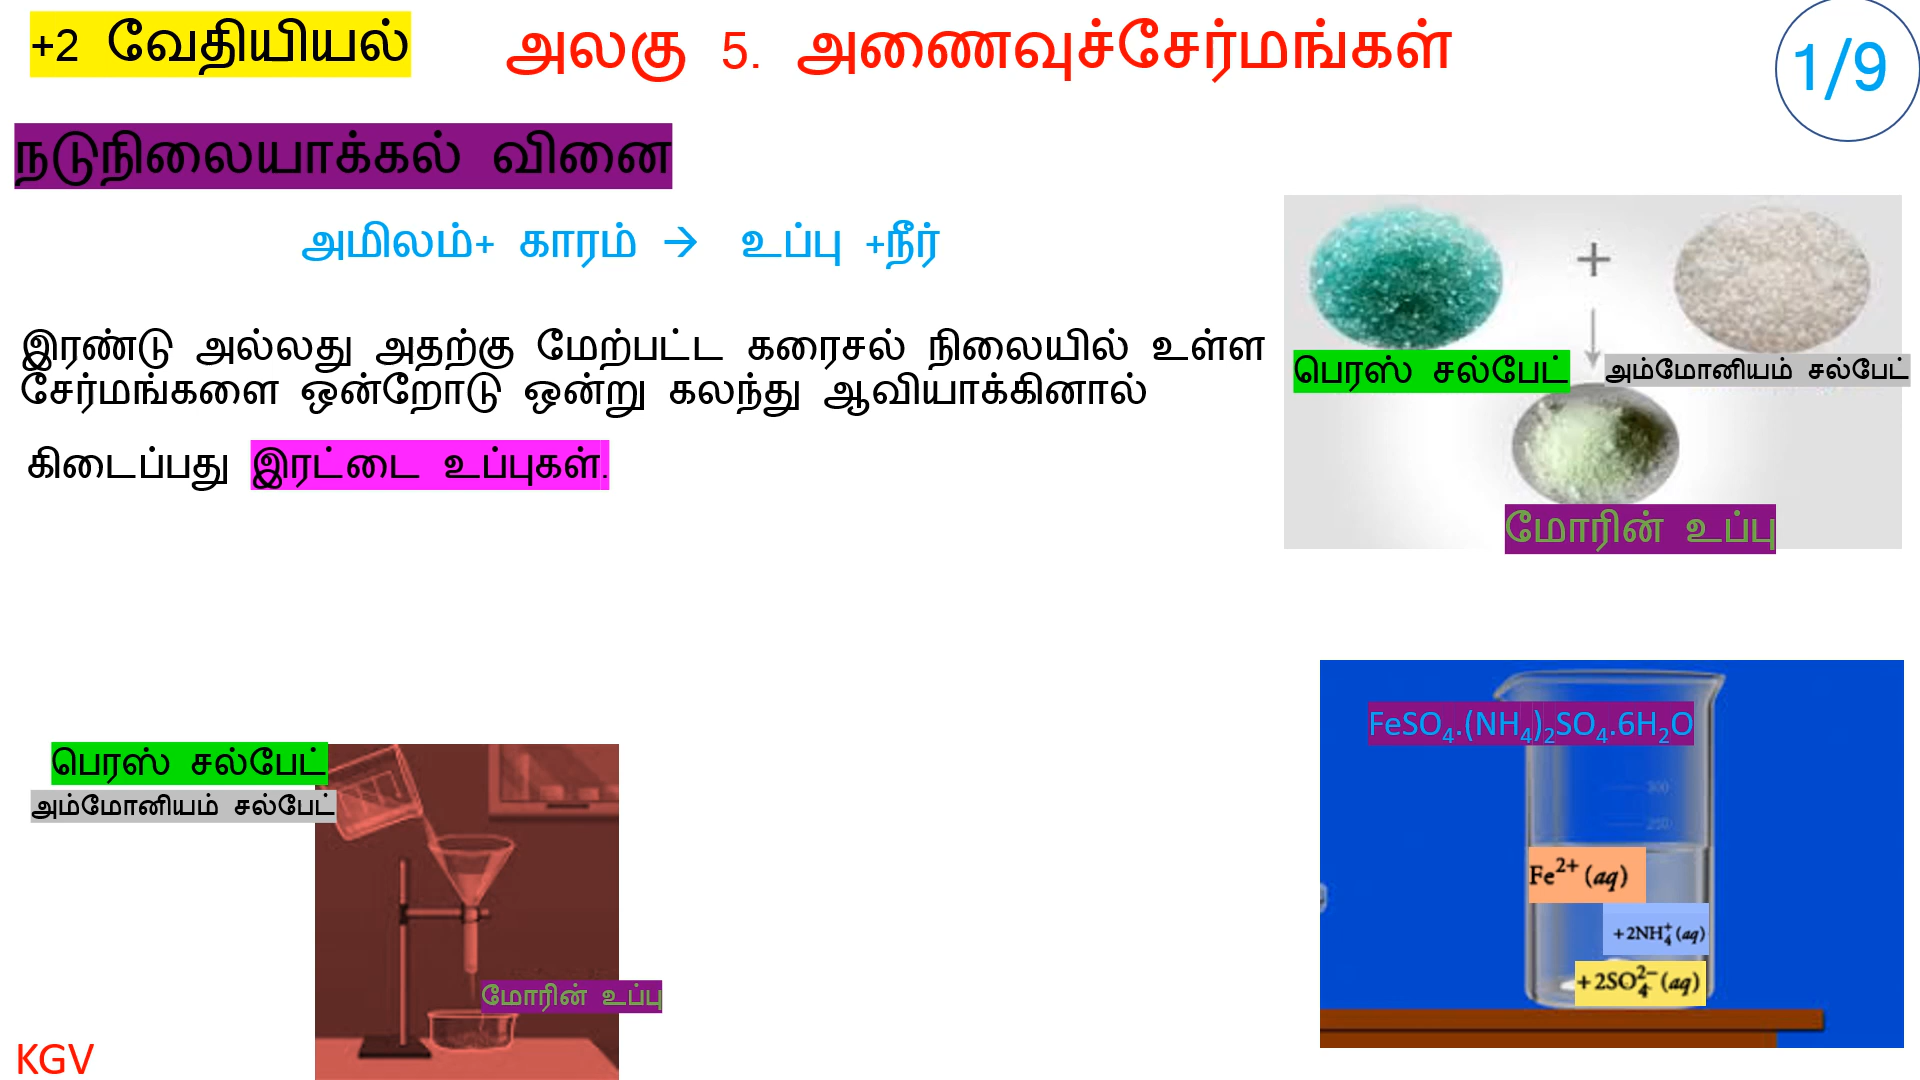 +2 வேதியியல்
அலகு 5. அணைவுச்சேர்மங்கள்
1/9
நடுநிலையாக்கல் வினை
அமிலம்+ காரம் → உப்பு +நீர்
இரண்டு அல்லது அதற்கு மேற்பட்ட கரைசல் நிலையில் உள்ள
சேர்மங்களை ஒன்றோடு ஒன்று கலந்து ஆவியாக்கினால்
கிடைப்பது இரட்டை உப்புகள்.
+
பெரஸ் சல்பேட்
அம்மோனியம் சல்பேட்
மோரின் உப்பு
பெரஸ் சல்பேட்
அம்மோனியம் சல்பேட்
மோரின் உப்பு
FeSO₄.(NH₄)₂SO₄.6H₂O
300
250
Fe²⁺ (aq)
+2NH₄⁺ (aq)
+2SO₄²⁻ (aq)
KGV